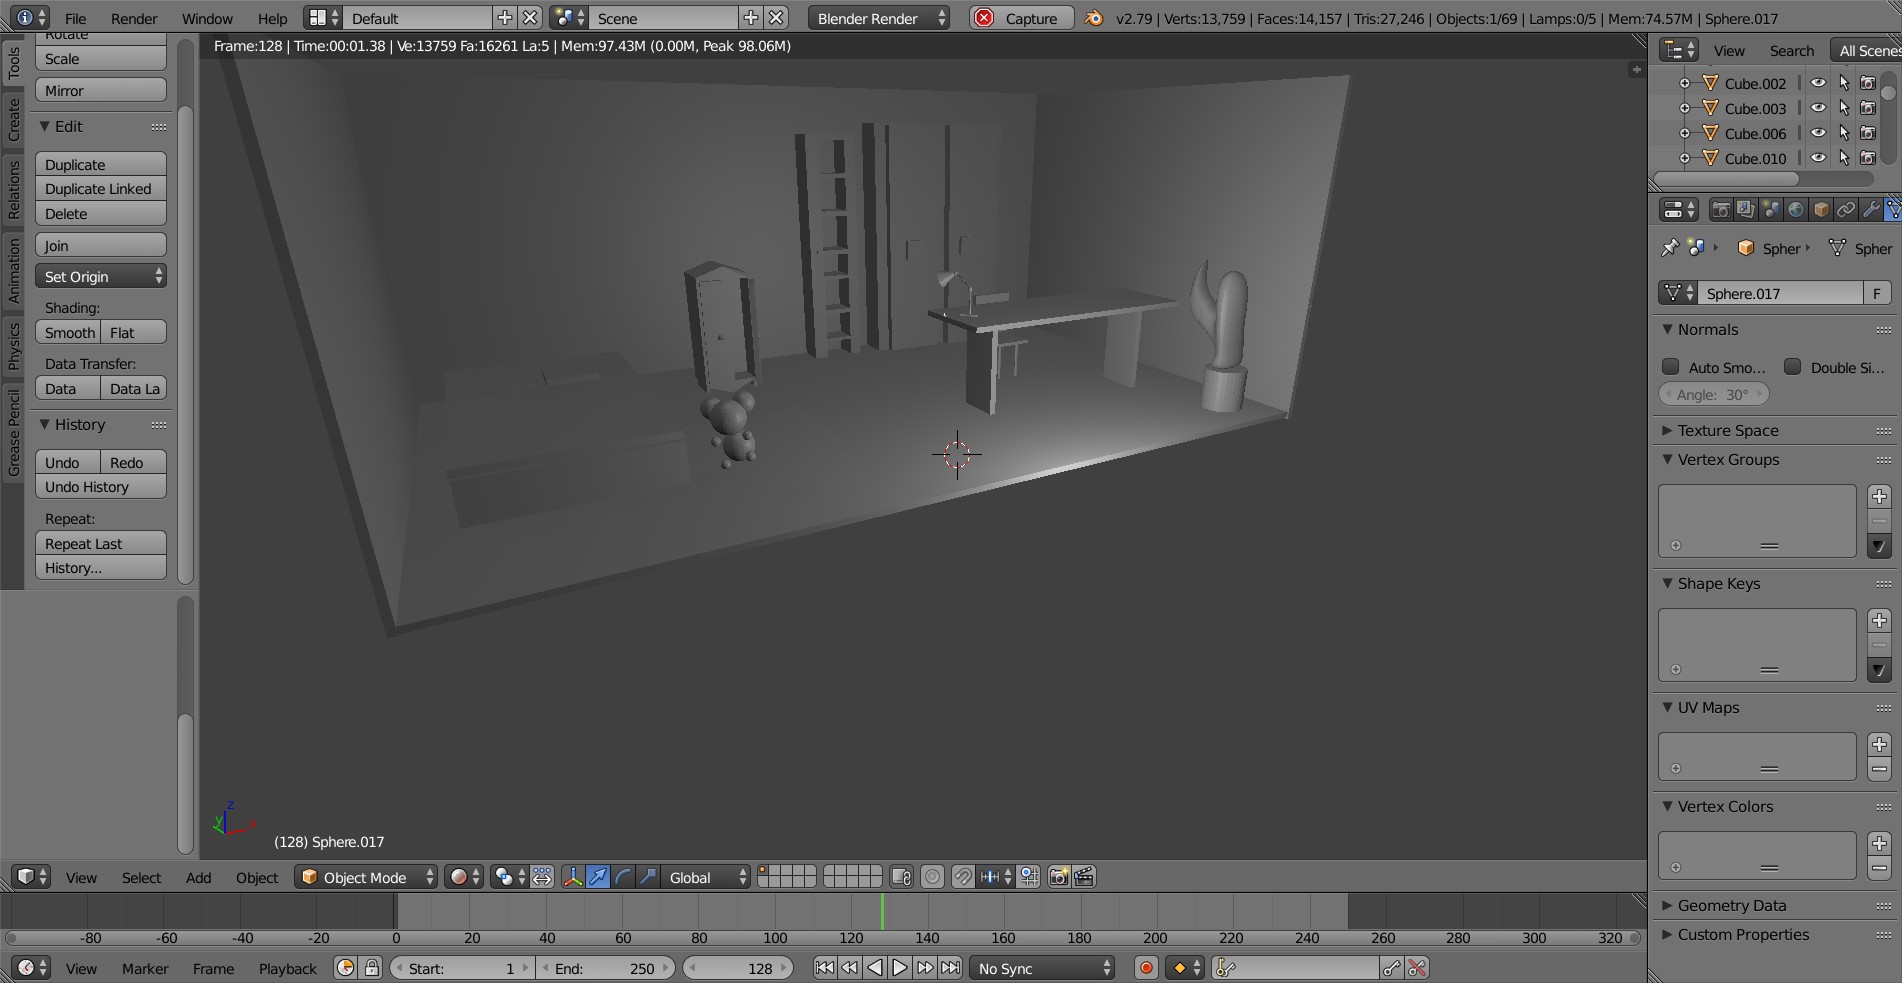 File Render Window Help Default Scene Blender Render Capture v2.79 | Verts:13,759 | Faces:14,157 | Tris:27,246 | Objects:1/69 | Lamps:0/5 | Mem:74.57M | Sphere.017
Frame:128 | Time:00:01.38 | Ve:13759 Fa:16261 La:5 | Mem:97.43M (0.00M, Peak 98.06M)
Tools
Create
Relations
Animation
Physics
Grease Pencil
Rotate
Scale
Mirror
Edit
Duplicate
Duplicate Linked
Delete
Join
Set Origin
Shading:
Smooth Flat
Data Transfer:
Data Data La
History
Undo Redo
Undo History
Repeat:
Repeat Last
History...
z
y
x
(128) Sphere.017
View Select Add Object Object Mode Global
-80 -60 -40 -20 0 20 40 60 80 100 120 140 160 180 200 220 240 260 280 300 320
View Marker Frame Playback Start: 1 End: 250 128 No Sync
View Search All Scenes
Cube.002
Cube.003
Cube.006
Cube.010
Spher Spher
Sphere.017 F
Normals
Auto Smo... Double Si...
Angle: 30°
Texture Space
Vertex Groups
Shape Keys
UV Maps
Vertex Colors
Geometry Data
Custom Properties